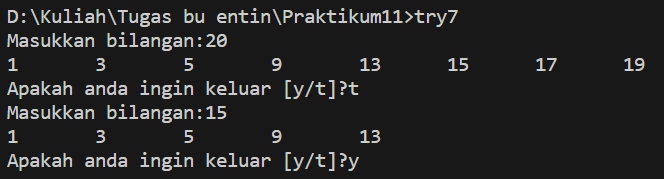 D:\Kuliah\Tugas bu entin\Praktikum11>try7
Masukkan bilangan:20
1 3 5 9 13 15 17 19
Apakah anda ingin keluar [y/t]?t
Masukkan bilangan:15
1 3 5 9 13
Apakah anda ingin keluar [y/t]?y